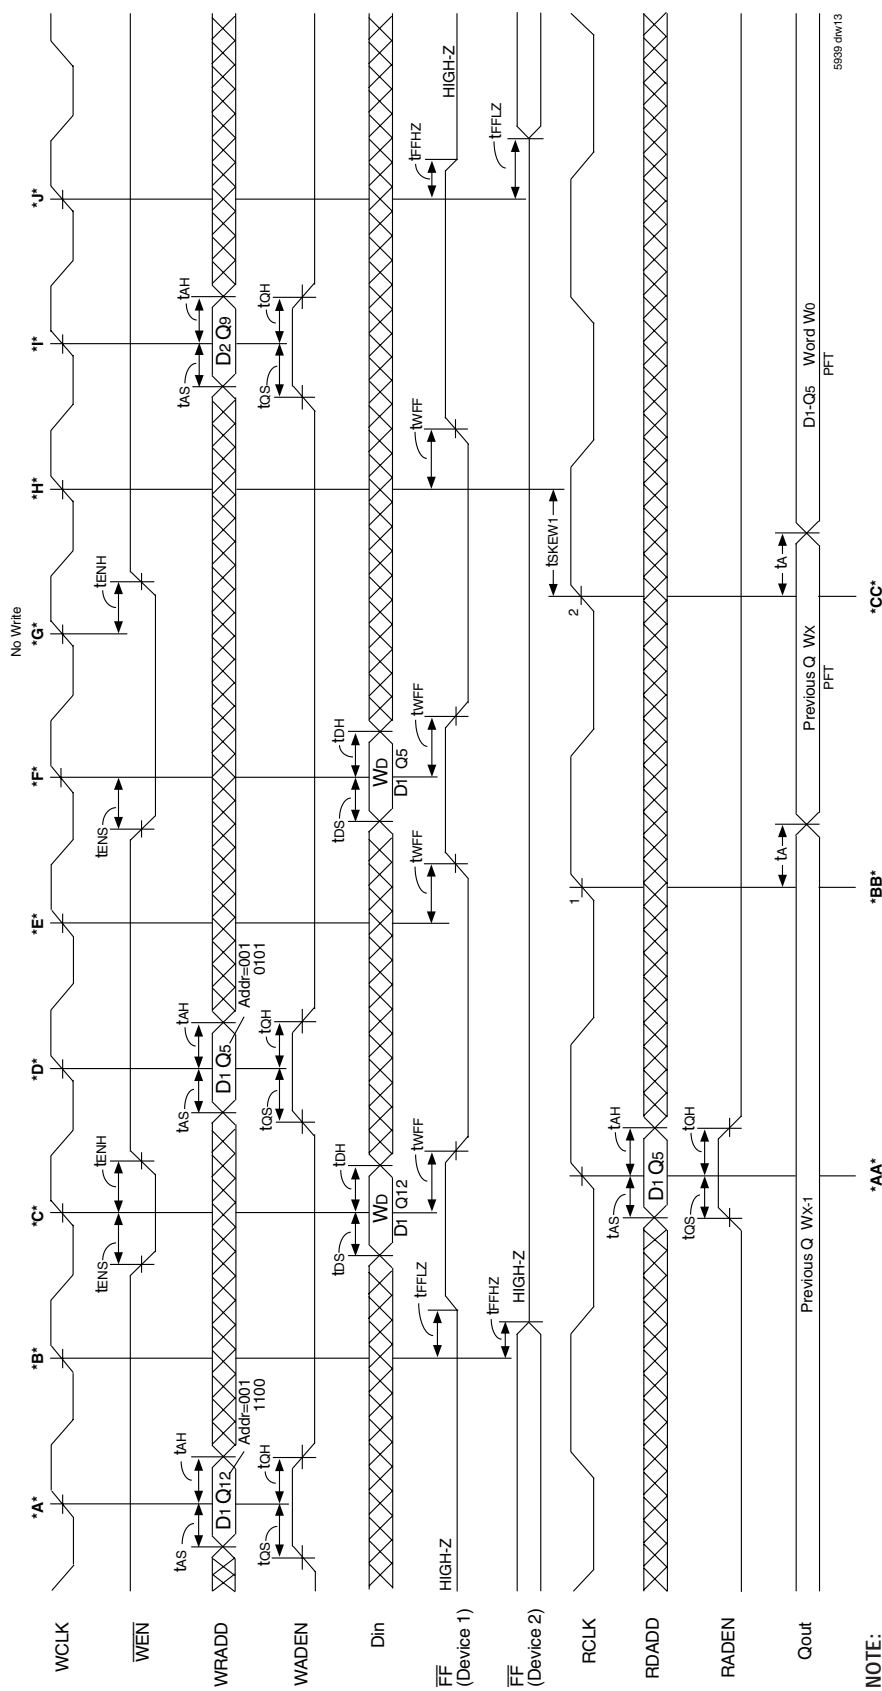 No Write
*A* *B* *C* *D* *E* *F* *G* *H* *I* *J*
WCLK
tENS tENH tENS tENH
WEN
tAS tAH tAS tAH tAS tAH
WRADD D1 Q12 D1 Q5 D2 Q9
Addr=001
1100
Addr=001
0101
tQS tQH tQS tQH tQS tQH
WADEN
tDS tDH tDS tDH
Din WD WD
D1 Q12 D1 Q5
tFFLZ tWFF tWFF tWFF tWFF tFFHZ
FF
(Device 1)
HIGH-Z HIGH-Z
tFFHZ tFFLZ
HIGH-Z
FF
(Device 2)
tSKEW1
1 2
RCLK
tAS tAH
RDADD D1 Q5
tQS tQH
RADEN
tA tA
Qout Previous Q WX-1 Previous Q WX D1-Q5 Word W0
PFT PFT
5939 drw13
*AA* *BB* *CC*
NOTE: